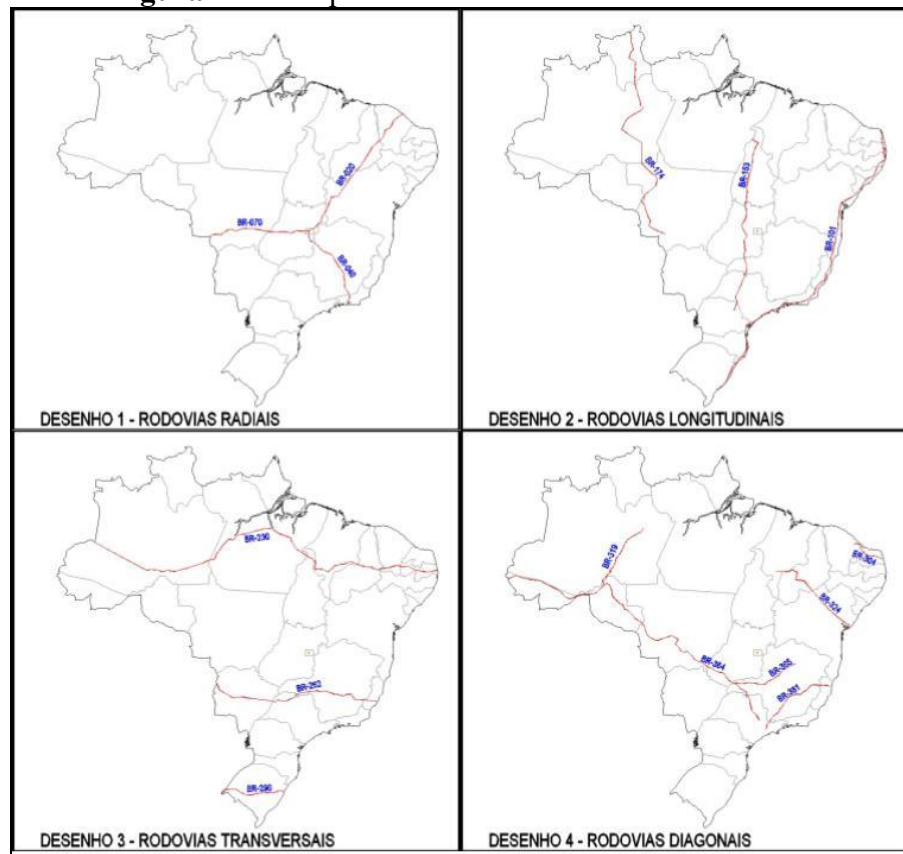 BR-020
BR-070
BR-040
DESENHO 1 - RODOVIAS RADIAIS
BR-174
BR-153
BR-101
DESENHO 2 - RODOVIAS LONGITUDINAIS
BR-230
BR-262
BR-290
DESENHO 3 - RODOVIAS TRANSVERSAIS
BR-319
BR-304
BR-324
BR-364
BR-365
BR-381
DESENHO 4 - RODOVIAS DIAGONAIS